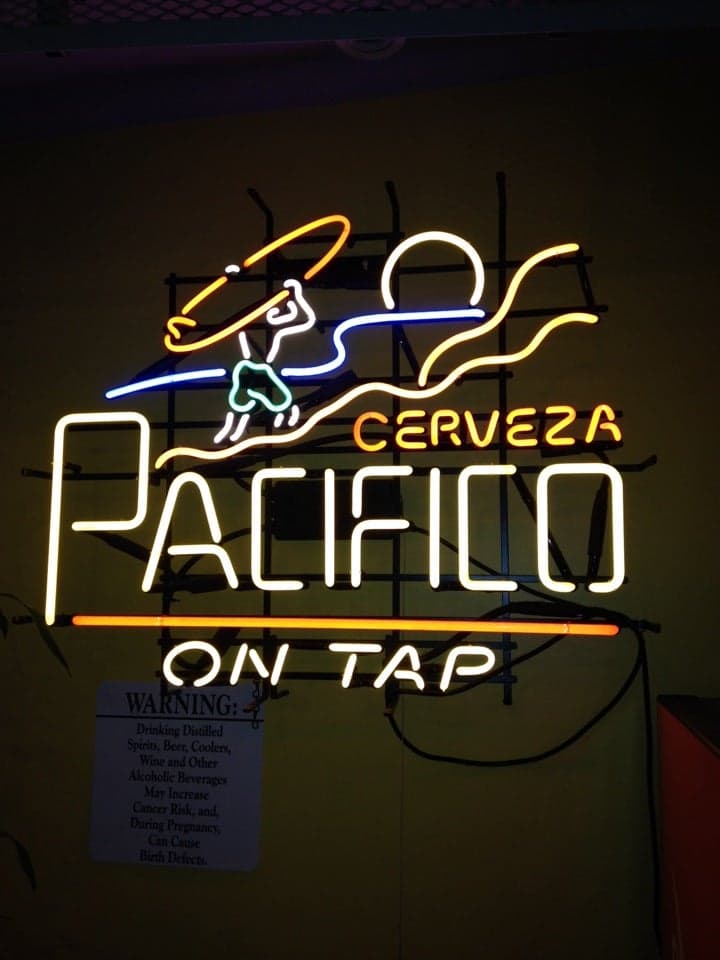 CERVEZA
PACIFICO
ON TAP
WARNING:
Drinking Distilled
Spirits, Beer, Coolers,
Wine and Other
Alcoholic Beverages
May Increase
Cancer Risk, and,
During Pregnancy,
Can Cause
Birth Defects.